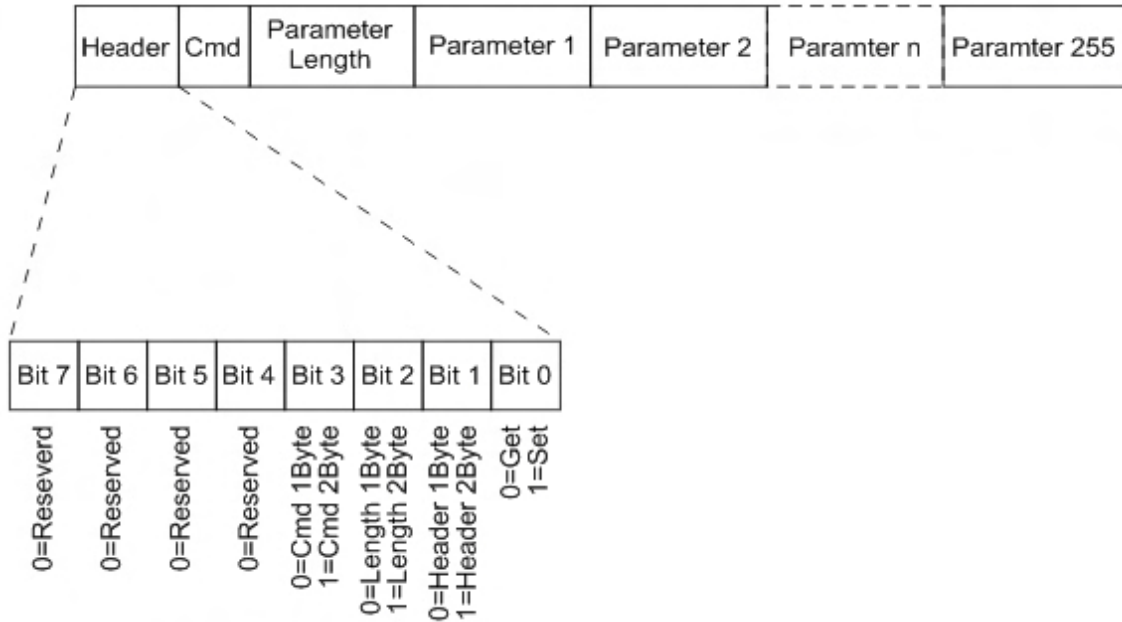 Header
Cmd
Parameter
Length
Parameter 1
Parameter 2
Paramter n
Paramter 255
Bit 7
Bit 6
Bit 5
Bit 4
Bit 3
Bit 2
Bit 1
Bit 0
0=Reseverd
0=Reserved
0=Reserved
0=Reserved
0=Cmd 1Byte
1=Cmd 2Byte
0=Length 1Byte
1=Length 2Byte
0=Header 1Byte
1=Header 2Byte
0=Get
1=Set